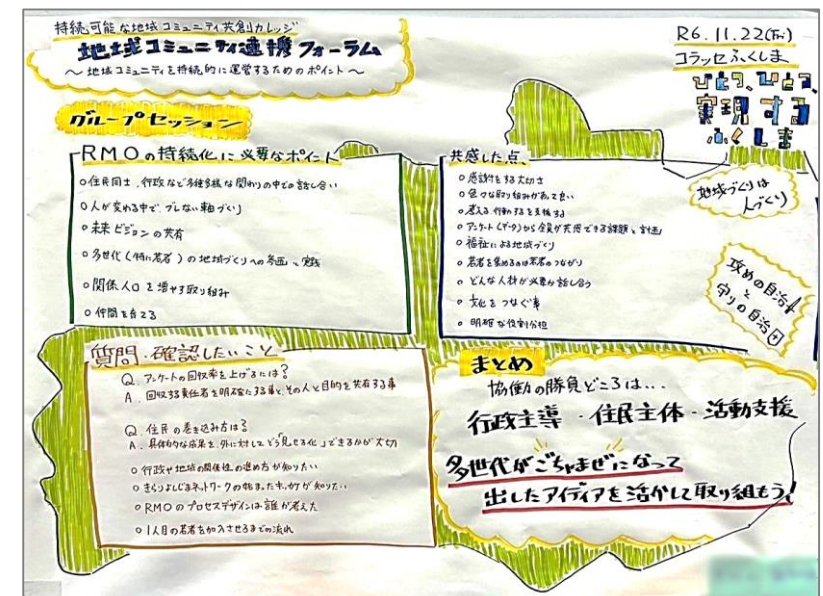 持続可能な地域コミュニティ共創カレッジ
地域コミュニティ連携フォーラム
〜地域コミュニティを持続的に運営するためのポイント〜
R6.11.22(金)
コラッセふくしま
ひとつ、ひとつ、
実現する
ふくしま
グループセッション
RMOの持続化に必要なポイント
○住民同士、行政など多種多様な関わりの中での話し合い
○人が変わる中で、ブレない軸づくり
○未来ビジョンの共有
○多世代(特に若者)の地域づくりへの参画、実践
○関係人口を増やす取り組み
○仲間を育てる
共感した点、
○感謝をする大切さ
○色々な取り組みがあって良い
○考える、行動するを支援する
○アンケート(データ)から全員が共感できる課題、計画
○福祉による地域づくり
○若者を集めるのは若者のつながり
○どんな人材が必要か話し合う
○文化をつなぐ事
○明確な役割分担
地域づくりは
人づくり
攻めの自治
と
守りの自治
質問、確認したいこと
Q. アンケートの回収率を上げるには?
A. 回収する責任者を明確にする事と、その人と目的を共有する事
Q. 住民の巻き込み方は?
A. 具体的な成果を、外に対してどう「見せる化」できるかが大切
○行政や地域の関係性の進め方が知りたい
○きらりよしじまネットワークの始まったきっかけが知りたい
○RMOのプロセスデザインは誰が考えた
○1人目の若者を加入させるまでの流れ
まとめ
協働の勝負どころは...
行政主導・住民主体・活動支援
多世代がごちゃまぜになって
出したアイディアを活かして取り組もう!